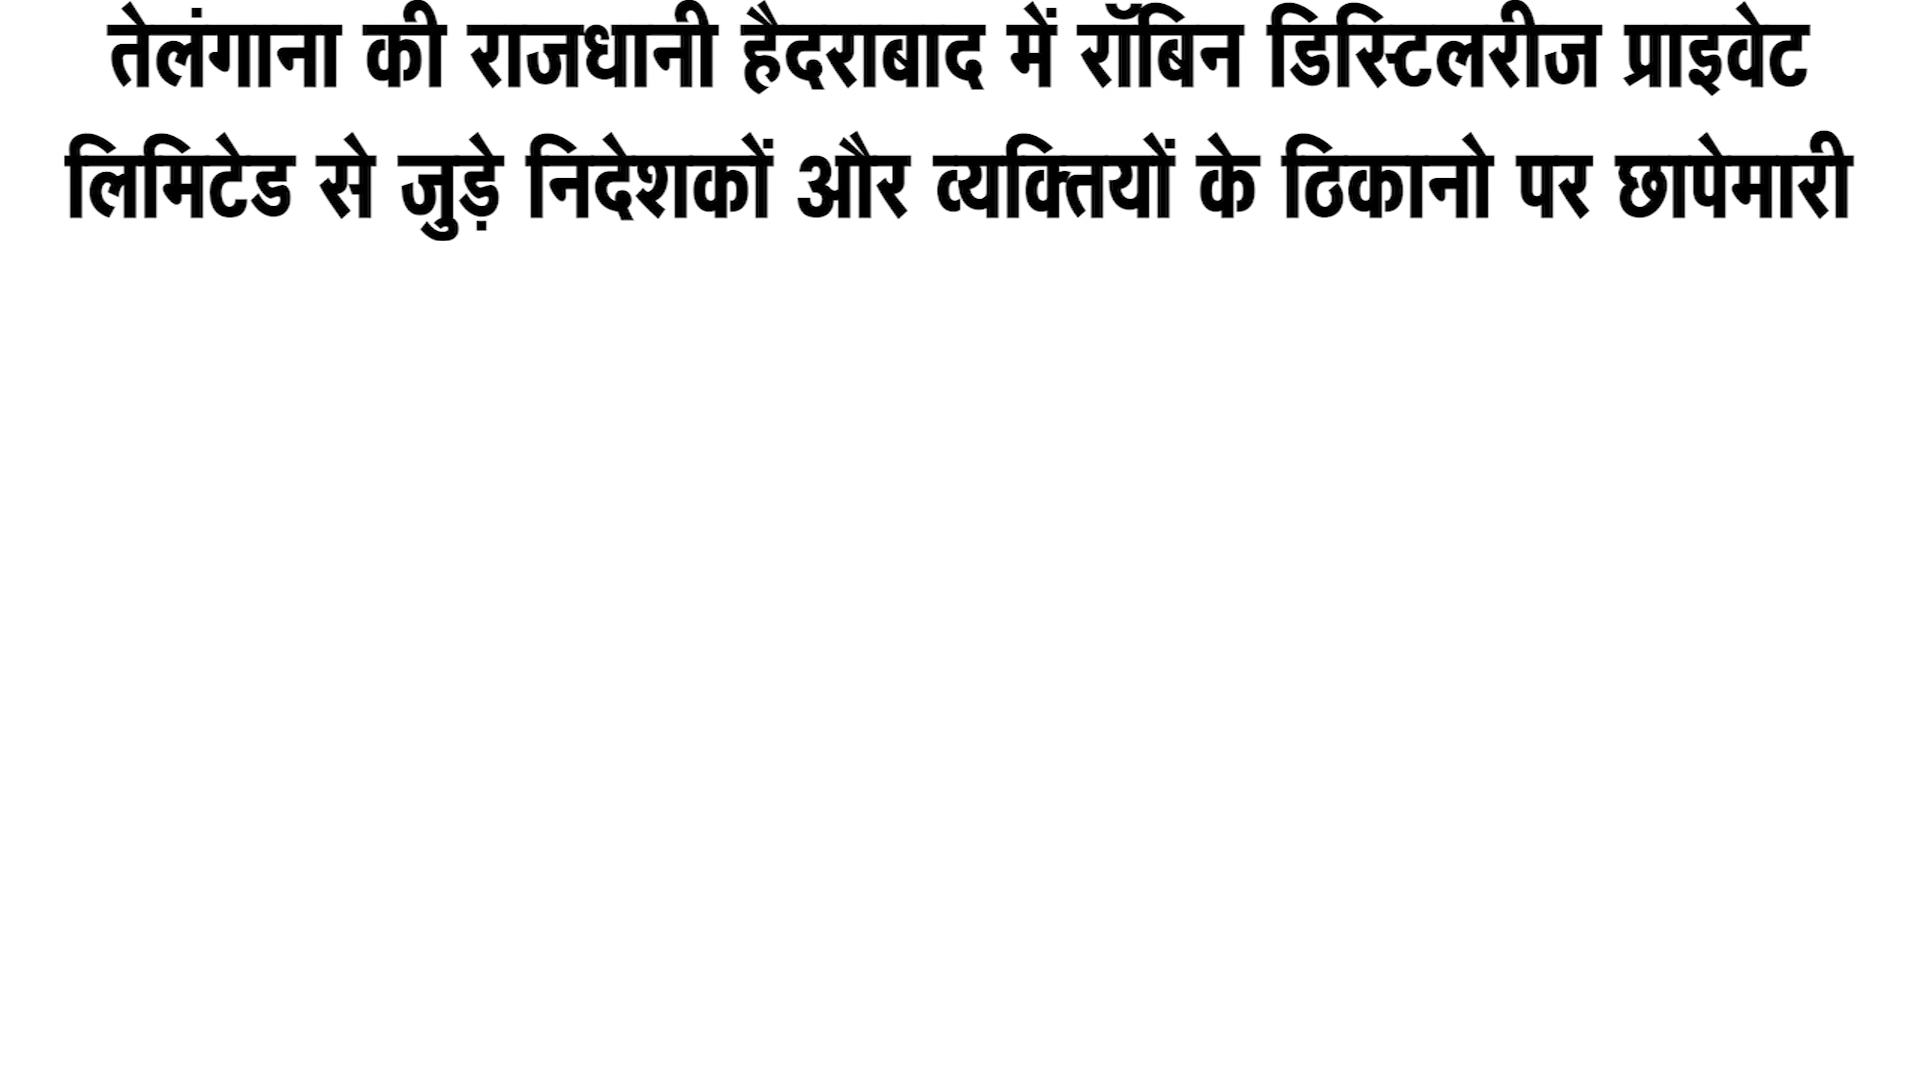 तेलंगाना की राजधानी हैदराबाद में रॉबिन डिस्टिलरीज प्राइवेट
लिमिटेड से जुड़े निदेशकों और व्यक्तियों के ठिकानो पर छापेमारी